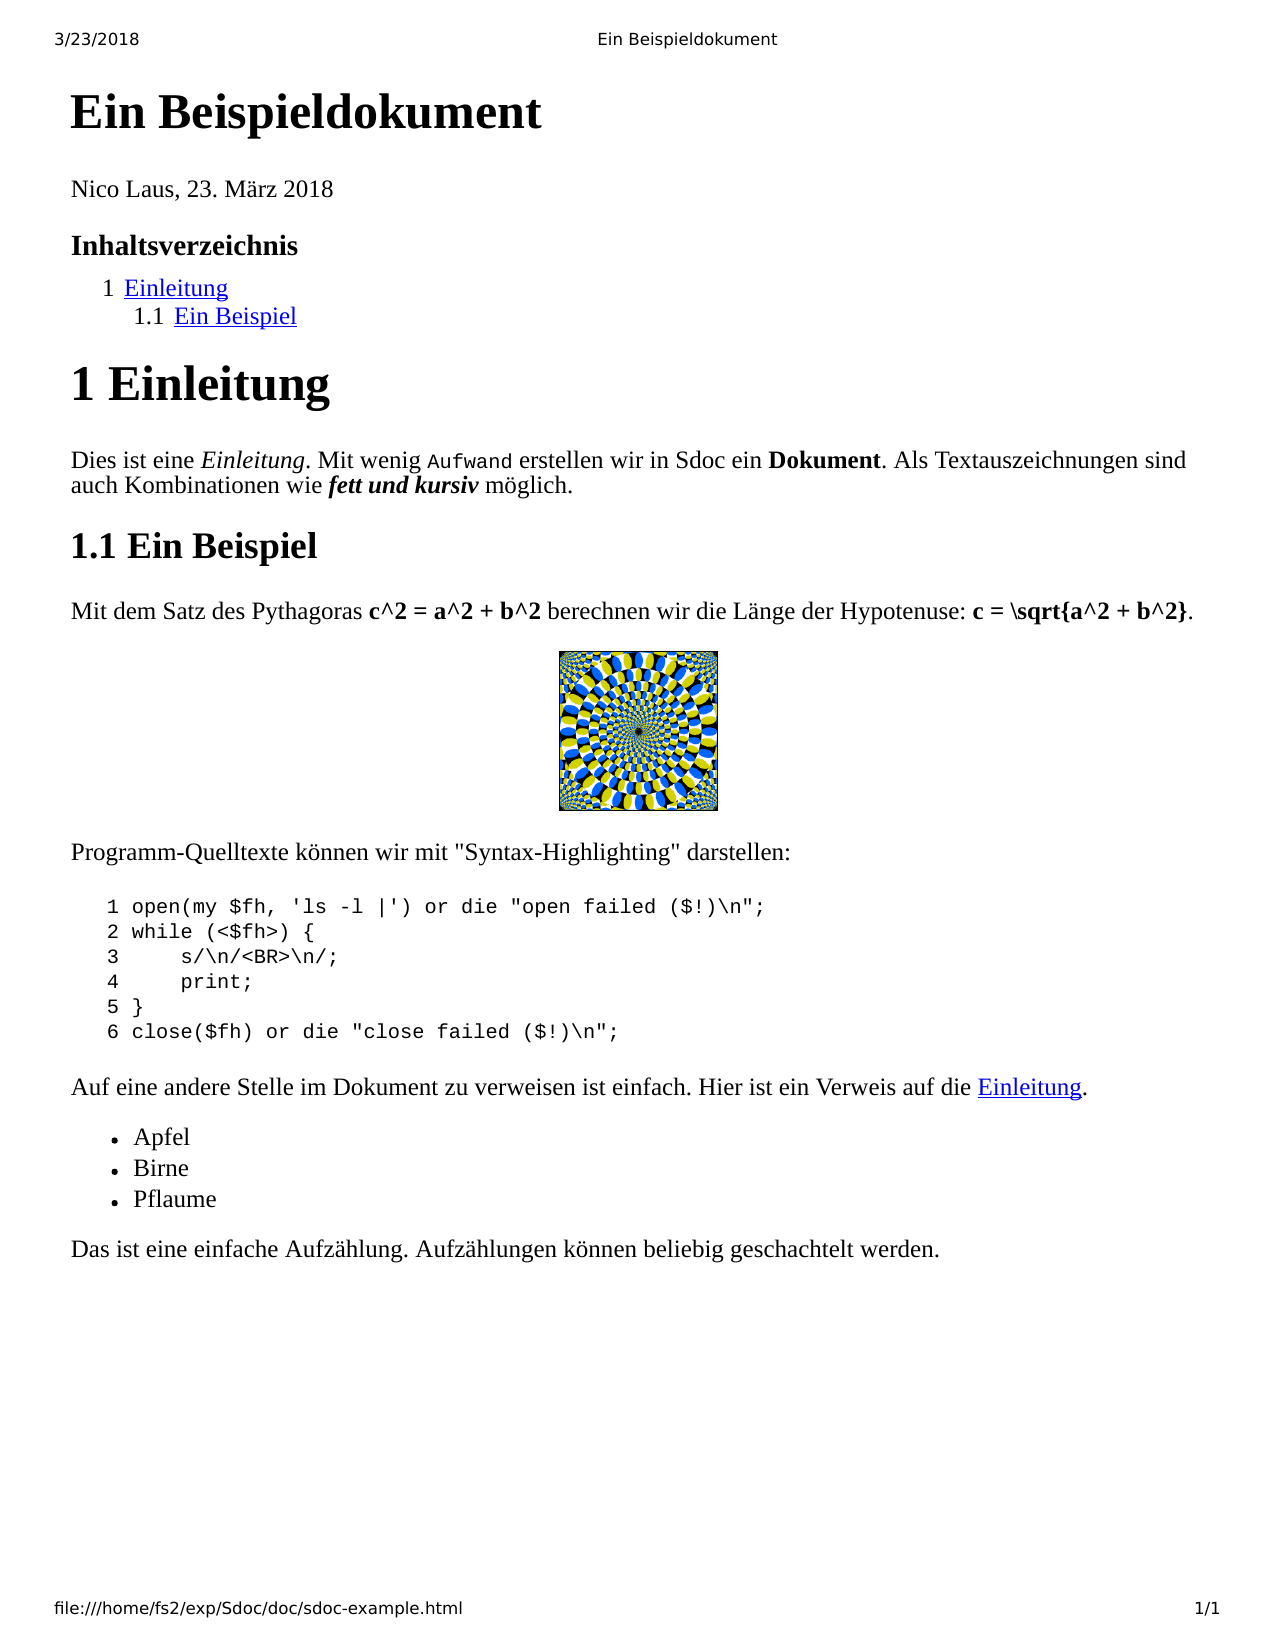 3/23/2018 Ein Beispieldokument
Ein Beispieldokument
Nico Laus, 23. März 2018
Inhaltsverzeichnis
1 Einleitung
1.1 Ein Beispiel
1 Einleitung
Dies ist eine Einleitung. Mit wenig Aufwand erstellen wir in Sdoc ein Dokument. Als Textauszeichnungen sind
auch Kombinationen wie fett und kursiv möglich.
1.1 Ein Beispiel
Mit dem Satz des Pythagoras c^2 = a^2 + b^2 berechnen wir die Länge der Hypotenuse: c = \sqrt{a^2 + b^2}.
Programm-Quelltexte können wir mit "Syntax-Highlighting" darstellen:
1 open(my $fh, 'ls -l |') or die "open failed ($!)\n";
2 while (<$fh>) {
3     s/\n/<BR>\n/;
4     print;
5 }
6 close($fh) or die "close failed ($!)\n";
Auf eine andere Stelle im Dokument zu verweisen ist einfach. Hier ist ein Verweis auf die Einleitung.
• Apfel
• Birne
• Pflaume
Das ist eine einfache Aufzählung. Aufzählungen können beliebig geschachtelt werden.
file:///home/fs2/exp/Sdoc/doc/sdoc-example.html 1/1